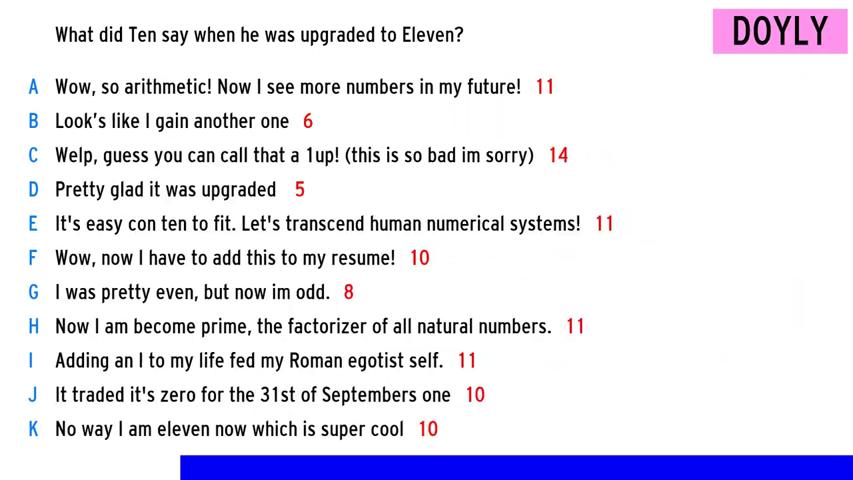 What did Ten say when he was upgraded to Eleven?
DOYLY
A Wow, so arithmetic! Now I see more numbers in my future! 11
B Look's like I gain another one 6
C Welp, guess you can call that a 1up! (this is so bad im sorry) 14
D Pretty glad it was upgraded 5
E It's easy con ten to fit. Let's transcend human numerical systems! 11
F Wow, now I have to add this to my resume! 10
G I was pretty even, but now im odd. 8
H Now I am become prime, the factorizer of all natural numbers. 11
I Adding an I to my life fed my Roman egotist self. 11
J It traded it's zero for the 31st of Septembers one 10
K No way I am eleven now which is super cool 10